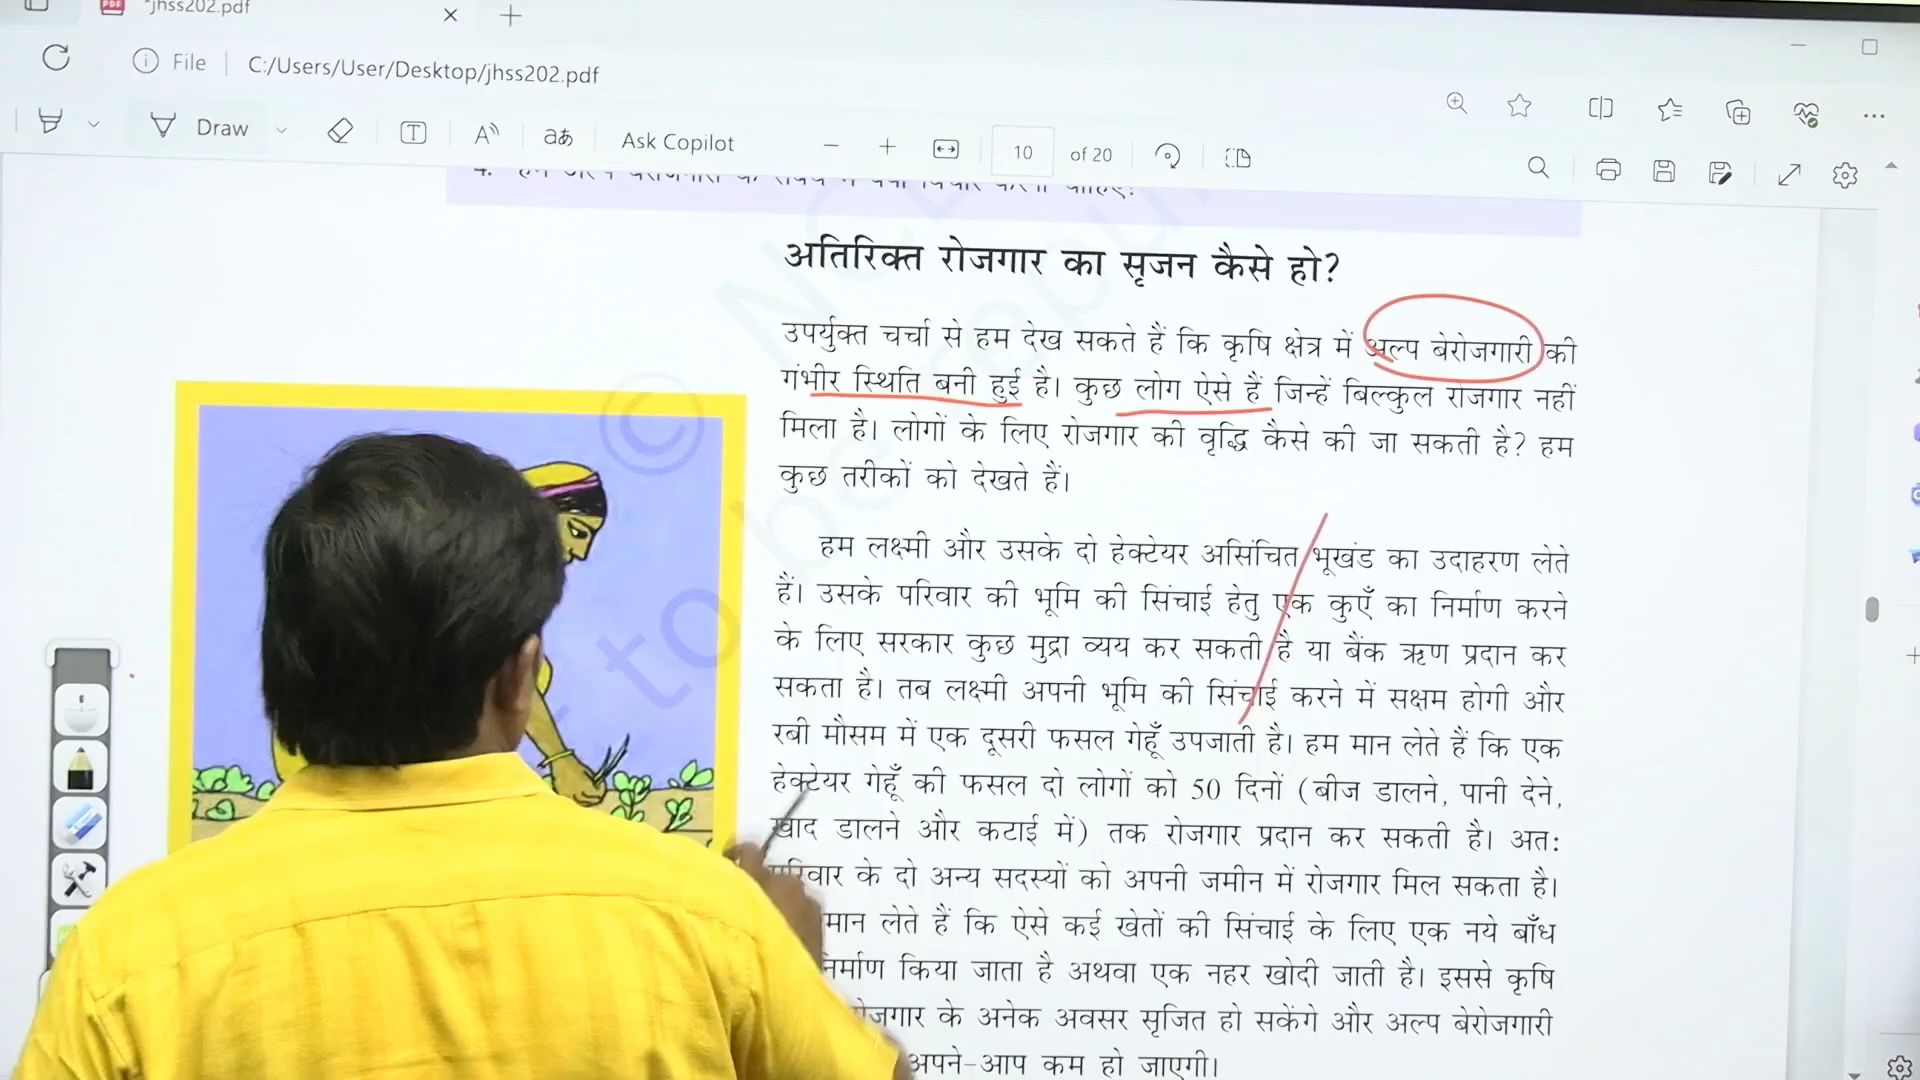 *jhss202.pdf
File
C:/Users/User/Desktop/jhss202.pdf
Draw
Ask Copilot
10 of 20
अतिरिक्त रोजगार का सृजन कैसे हो?
उपर्युक्त चर्चा से हम देख सकते हैं कि कृषि क्षेत्र में अल्प बेरोजगारी की
गंभीर स्थिति बनी हुई है। कुछ लोग ऐसे हैं जिन्हें बिल्कुल रोजगार नहीं
मिला है। लोगों के लिए रोजगार की वृद्धि कैसे की जा सकती है? हम
कुछ तरीकों को देखते हैं।
हम लक्ष्मी और उसके दो हेक्टेयर असिंचित भूखंड का उदाहरण लेते
हैं। उसके परिवार की भूमि की सिंचाई हेतु एक कुएँ का निर्माण करने
के लिए सरकार कुछ मुद्रा व्यय कर सकती है या बैंक ऋण प्रदान कर
सकता है। तब लक्ष्मी अपनी भूमि की सिंचाई करने में सक्षम होगी और
रबी मौसम में एक दूसरी फसल गेहूँ उपजाती है। हम मान लेते हैं कि एक
हेक्टेयर गेहूँ की फसल दो लोगों को 50 दिनों (बीज डालने, पानी देने,
खाद डालने और कटाई में) तक रोजगार प्रदान कर सकती है। अतः
परिवार के दो अन्य सदस्यों को अपनी जमीन में रोजगार मिल सकता है।
मान लेते हैं कि ऐसे कई खेतों की सिंचाई के लिए एक नये बाँध
निर्माण किया जाता है अथवा एक नहर खोदी जाती है। इससे कृषि
रोजगार के अनेक अवसर सृजित हो सकेंगे और अल्प बेरोजगारी
अपने-आप कम हो जाएगी।